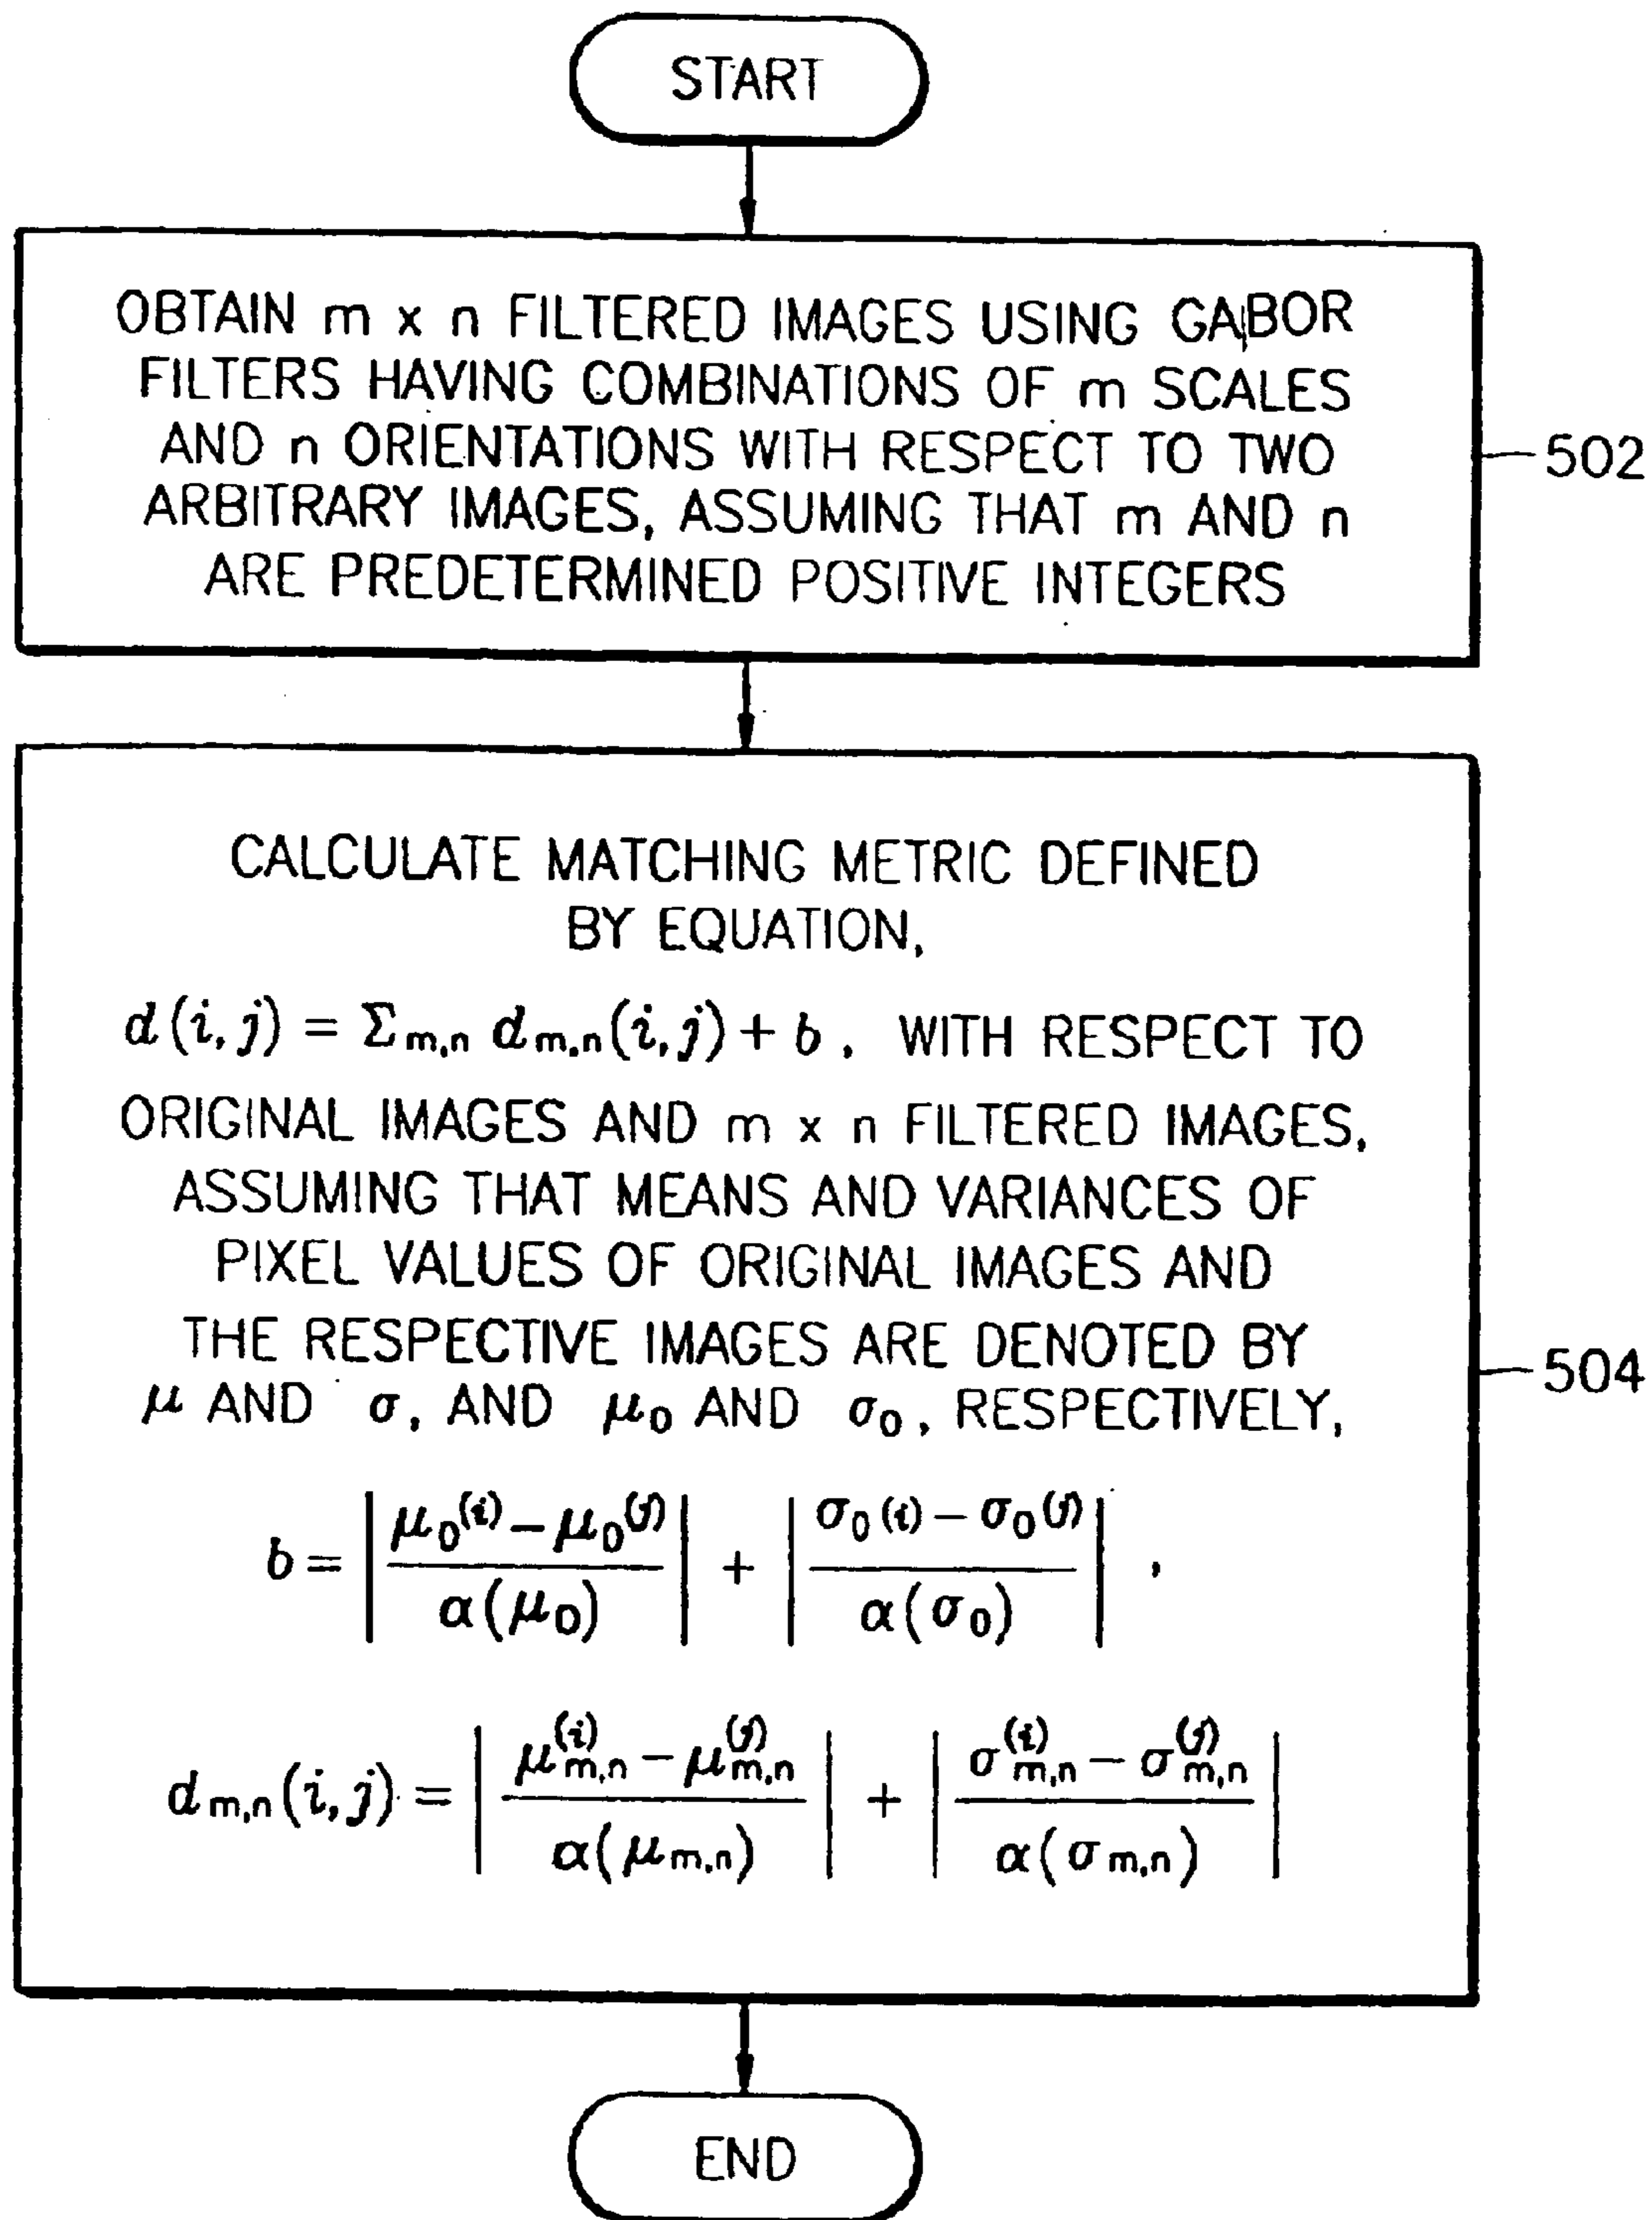 START
OBTAIN m x n FILTERED IMAGES USING GABOR
FILTERS HAVING COMBINATIONS OF m SCALES
AND n ORIENTATIONS WITH RESPECT TO TWO
ARBITRARY IMAGES, ASSUMING THAT m AND n
ARE PREDETERMINED POSITIVE INTEGERS
502
CALCULATE MATCHING METRIC DEFINED
BY EQUATION,
d(i,j) = Σm,n dm,n(i,j) + b, WITH RESPECT TO
ORIGINAL IMAGES AND m x n FILTERED IMAGES,
ASSUMING THAT MEANS AND VARIANCES OF
PIXEL VALUES OF ORIGINAL IMAGES AND
THE RESPECTIVE IMAGES ARE DENOTED BY
μ AND σ, AND μ0 AND σ0, RESPECTIVELY,
504
b = | (μ0(i) − μ0(j)) / α(μ0) | + | (σ0(i) − σ0(j)) / α(σ0) | ,
dm,n(i,j) = | (μm,n(i) − μm,n(j)) / α(μm,n) | + | (σm,n(i) − σm,n(j)) / α(σm,n) |
END